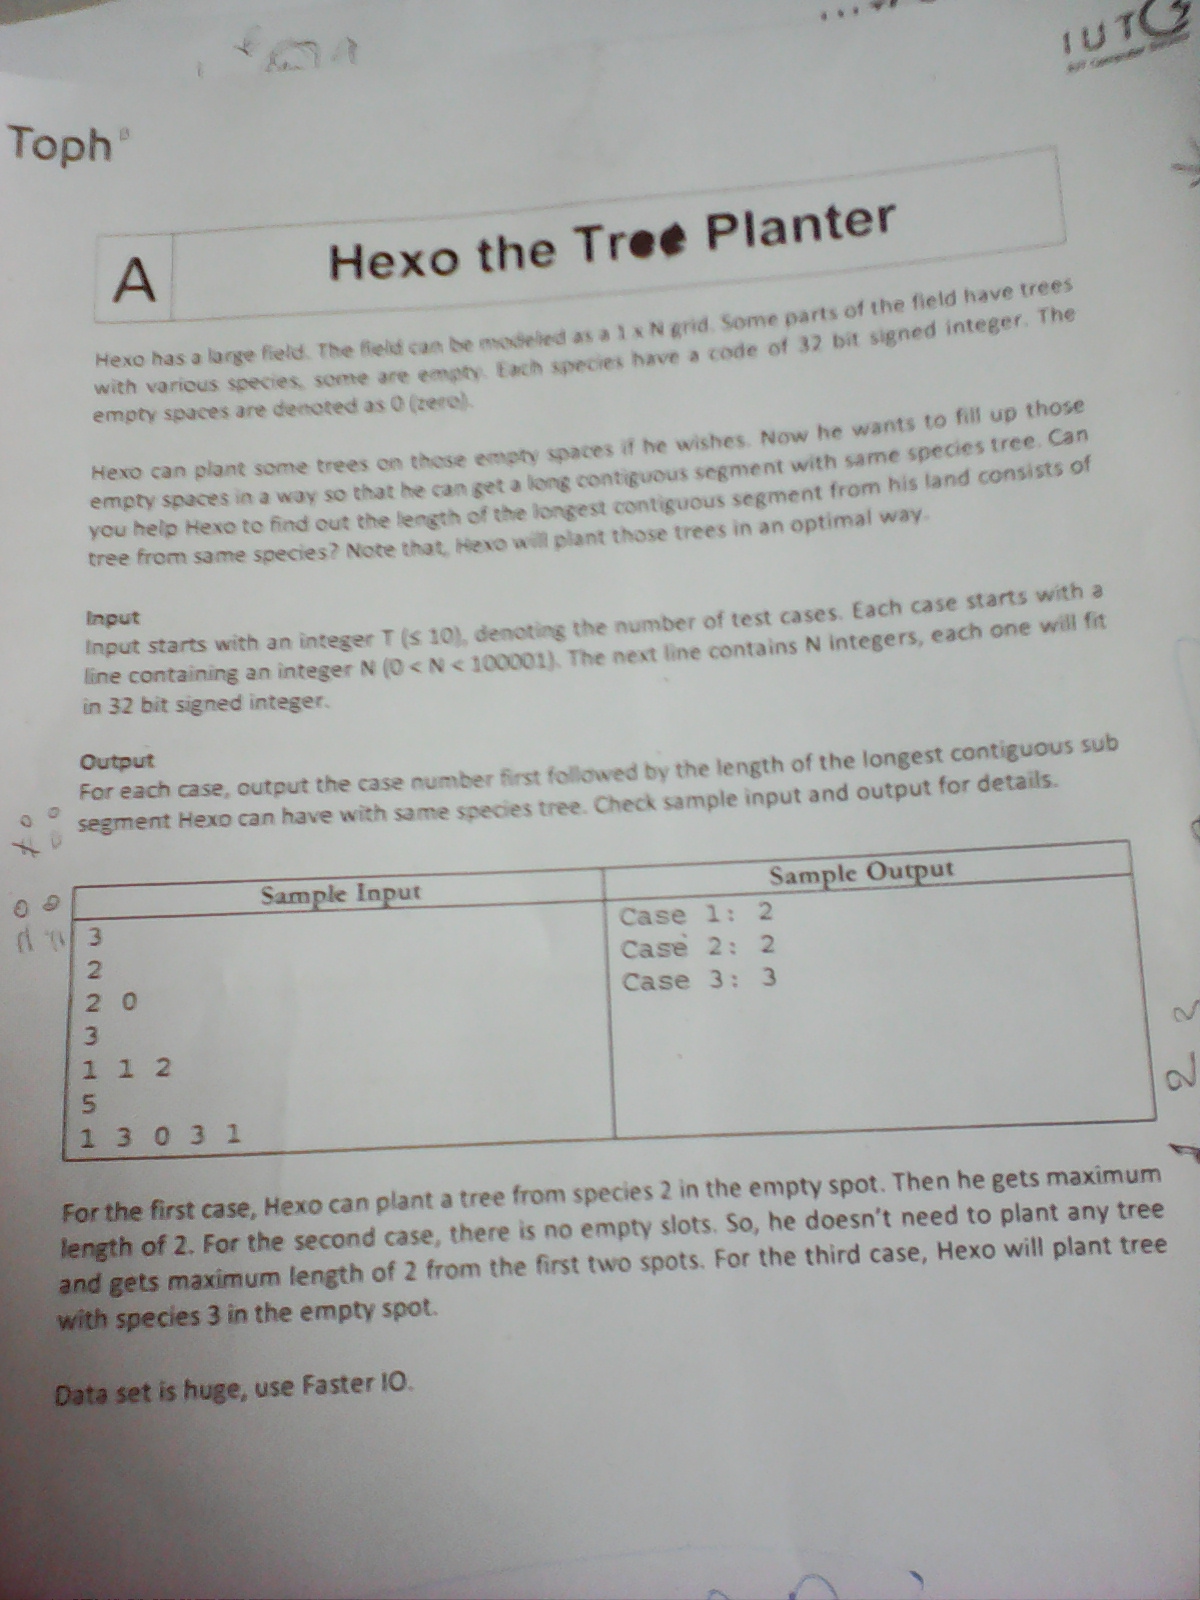 IUT
Toph
A
Hexo the Tree Planter
Hexo has a large field. The field can be modeled as a 1 x N grid. Some parts of the field have trees
with various species, some are empty. Each species have a code of 32 bit signed integer. The
empty spaces are denoted as 0 (zero).
Hexo can plant some trees on those empty spaces if he wishes. Now he wants to fill up those
empty spaces in a way so that he can get a long contiguous segment with same species tree. Can
you help Hexo to find out the length of the longest contiguous segment from his land consists of
tree from same species? Note that, Hexo will plant those trees in an optimal way.
Input
Input starts with an integer T (≤ 10), denoting the number of test cases. Each case starts with a
line containing an integer N (0 < N < 100001). The next line contains N integers, each one will fit
in 32 bit signed integer.
Output
For each case, output the case number first followed by the length of the longest contiguous sub
segment Hexo can have with same species tree. Check sample input and output for details.
Sample Input
3
2
2 0
3
1 1 2
5
1 3 0 3 1
Sample Output
Case 1: 2
Case 2: 2
Case 3: 3
For the first case, Hexo can plant a tree from species 2 in the empty spot. Then he gets maximum
length of 2. For the second case, there is no empty slots. So, he doesn't need to plant any tree
and gets maximum length of 2 from the first two spots. For the third case, Hexo will plant tree
with species 3 in the empty spot.
Data set is huge, use Faster IO.